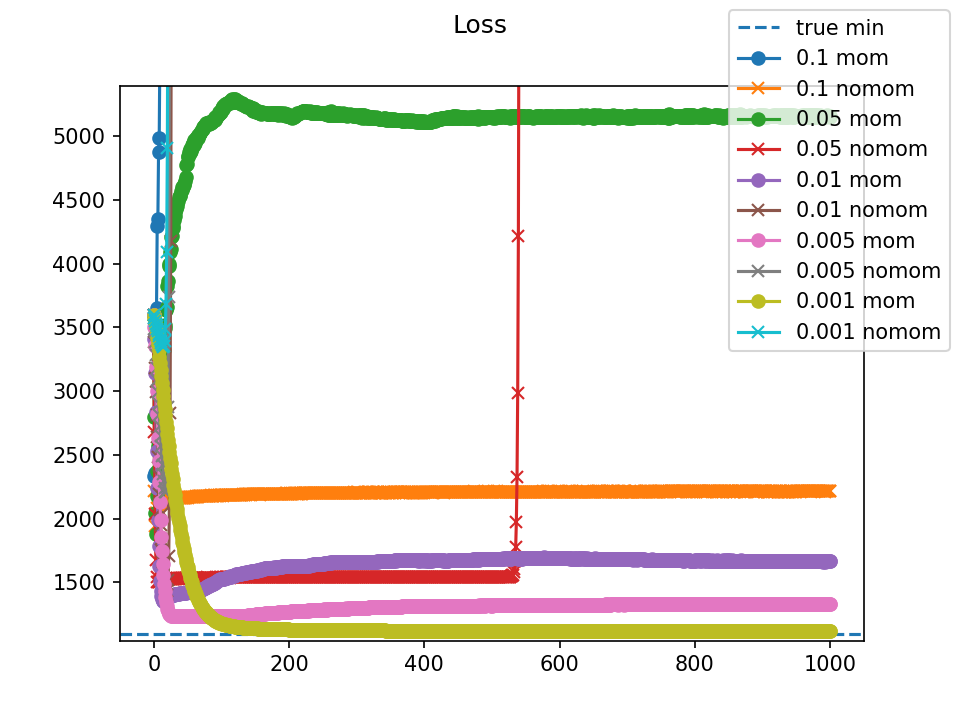 Loss
true min
0.1 mom
0.1 nomom
0.05 mom
0.05 nomom
0.01 mom
0.01 nomom
0.005 mom
0.005 nomom
0.001 mom
0.001 nomom
5000
4500
4000
3500
3000
2500
2000
1500
0 200 400 600 800 1000